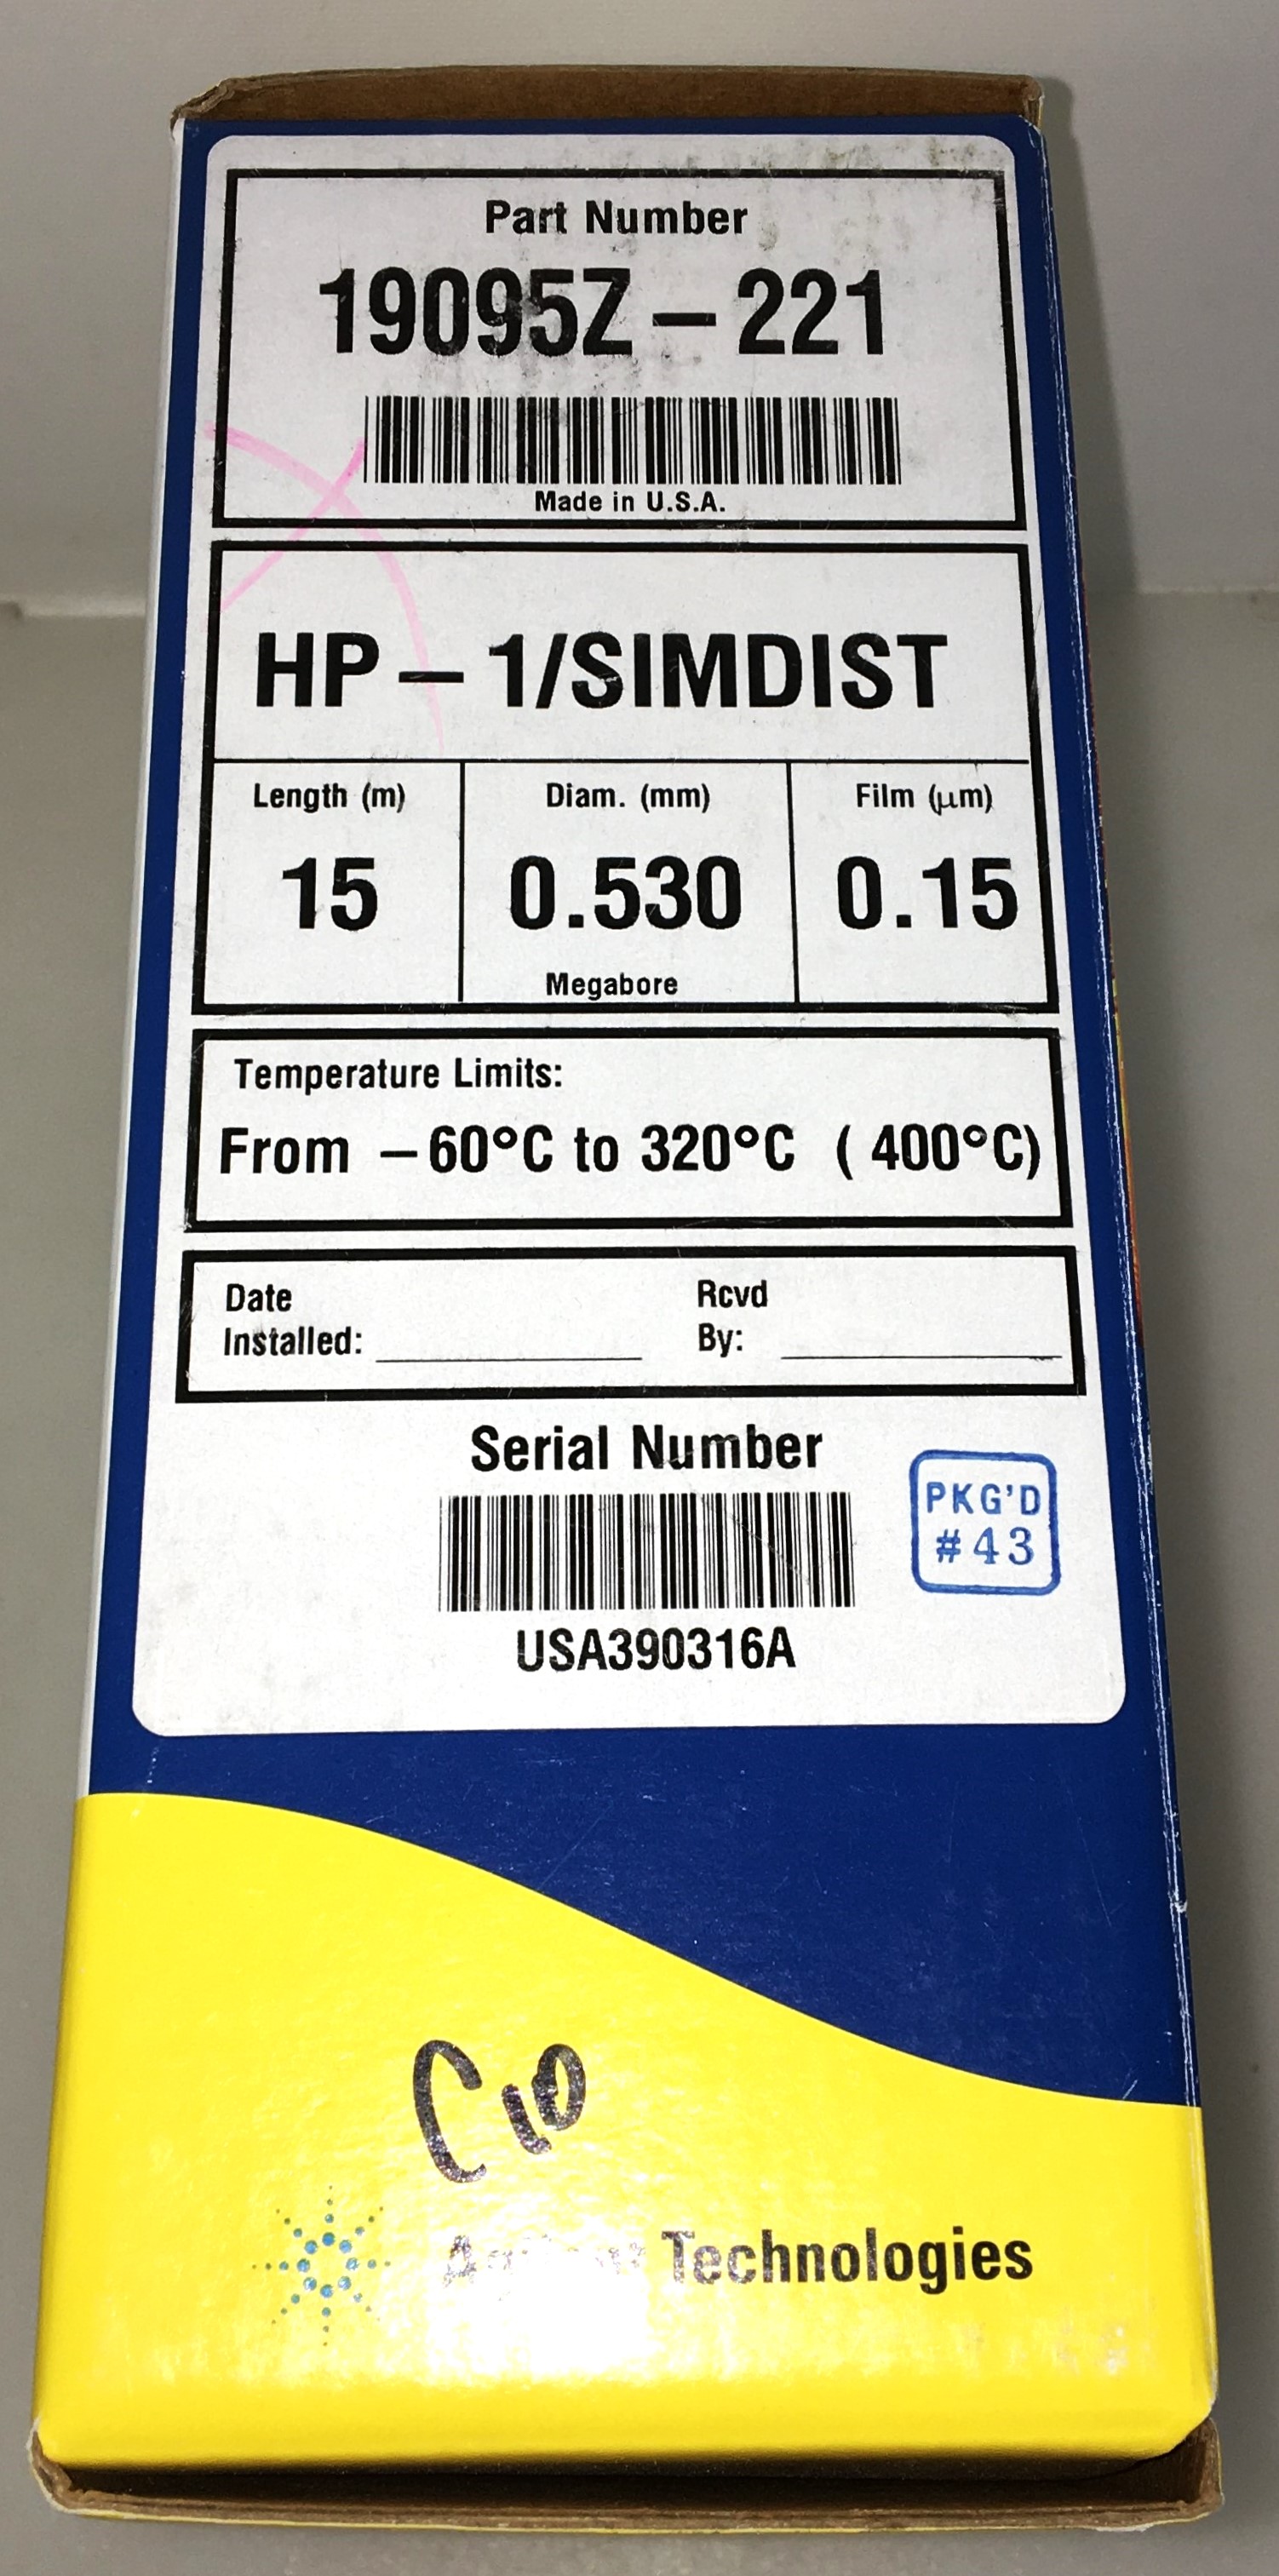 Part Number
19095Z – 221
Made in U.S.A.
HP – 1/SIMDIST
Length (m) Diam. (mm) Film (µm)
15 0.530 0.15
Megabore
Temperature Limits:
From –60°C to 320°C ( 400°C)
Date Rcvd
Installed: By:
Serial Number
PKG'D
#43
USA390316A
C10
Agilent Technologies